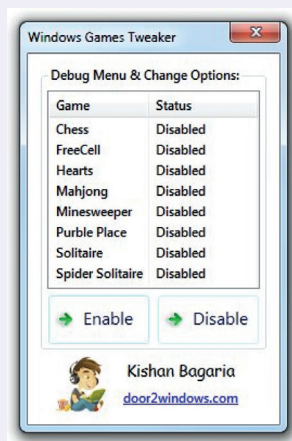 Windows Games Tweaker
Debug Menu & Change Options:
Game Status
Chess Disabled
FreeCell Disabled
Hearts Disabled
Mahjong Disabled
Minesweeper Disabled
Purble Place Disabled
Solitaire Disabled
Spider Solitaire Disabled
Enable Disable
Kishan Bagaria
door2windows.com